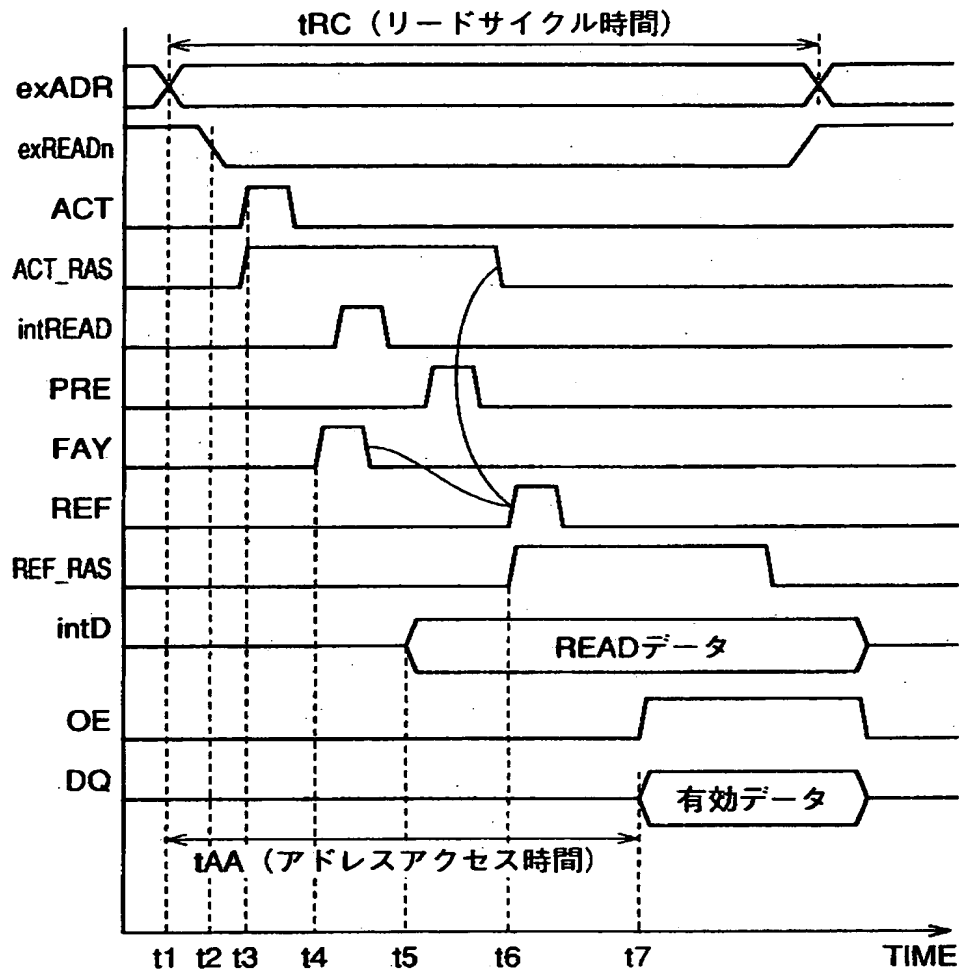 tRC (リードサイクル時間)
exADR
exREADn
ACT
ACT_RAS
intREAD
PRE
FAY
REF
REF_RAS
intD
READデータ
OE
DQ
有効データ
tAA (アドレスアクセス時間)
t1 t2 t3 t4 t5 t6 t7 TIME